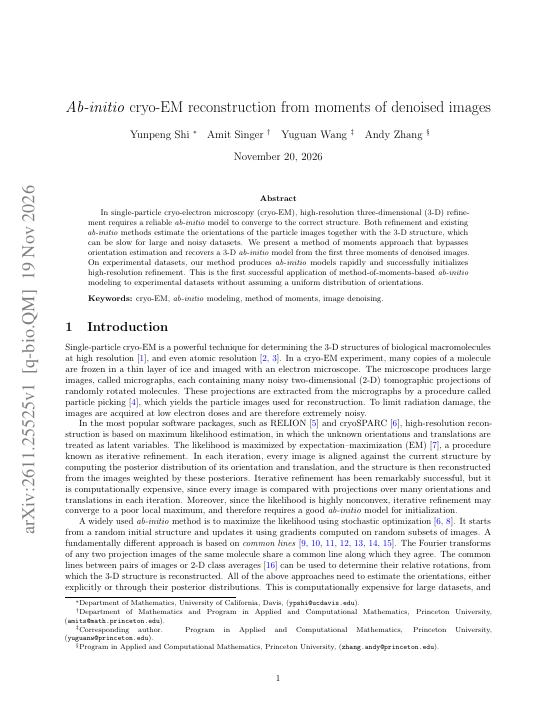 Ab-initio cryo-EM reconstruction from moments of denoised images
Yunpeng Shi * Amit Singer † Yuguan Wang ‡ Andy Zhang §
November 20, 2026
arXiv:2611.25525v1 [q-bio.QM] 19 Nov 2026
Abstract
In single-particle cryo-electron microscopy (cryo-EM), high-resolution three-dimensional (3-D) refine-
ment requires a reliable ab-initio model to converge to the correct structure. Both refinement and existing
ab-initio methods estimate the orientations of the particle images together with the 3-D structure, which
can be slow for large and noisy datasets. We present a method of moments approach that bypasses
orientation estimation and recovers a 3-D ab-initio model from the first three moments of denoised images.
On experimental datasets, our method produces ab-initio models rapidly and successfully initializes
high-resolution refinement. This is the first successful application of method-of-moments-based ab-initio
modeling to experimental datasets without assuming a uniform distribution of orientations.
Keywords: cryo-EM, ab-initio modeling, method of moments, image denoising.
1 Introduction
Single-particle cryo-EM is a powerful technique for determining the 3-D structures of biological macromolecules
at high resolution [1], and even atomic resolution [2, 3]. In a cryo-EM experiment, many copies of a molecule
are frozen in a thin layer of ice and imaged with an electron microscope. The microscope produces large
images, called micrographs, each containing many noisy two-dimensional (2-D) tomographic projections of
randomly rotated molecules. These projections are extracted from the micrographs by a procedure called
particle picking [4], which yields the particle images used for reconstruction. To limit radiation damage, the
images are acquired at low electron doses and are therefore extremely noisy.
In the most popular software packages, such as RELION [5] and cryoSPARC [6], high-resolution recon-
struction is based on maximum likelihood estimation, in which the unknown orientations and translations are
treated as latent variables. The likelihood is maximized by expectation–maximization (EM) [7], a procedure
known as iterative refinement. In each iteration, every image is aligned against the current structure by
computing the posterior distribution of its orientation and translation, and the structure is then reconstructed
from the images weighted by these posteriors. Iterative refinement has been remarkably successful, but it
is computationally expensive, since every image is compared with projections over many orientations and
translations in each iteration. Moreover, since the likelihood is highly nonconvex, iterative refinement may
converge to a poor local maximum, and therefore requires a good ab-initio model for initialization.
A widely used ab-initio method is to maximize the likelihood using stochastic optimization [6, 8]. It starts
from a random initial structure and updates it using gradients computed on random subsets of images. A
fundamentally different approach is based on common lines [9, 10, 11, 12, 13, 14, 15]. The Fourier transforms
of any two projection images of the same molecule share a common line along which they agree. The common
lines between pairs of images or 2-D class averages [16] can be used to determine their relative rotations, from
which the 3-D structure is reconstructed. All of the above approaches need to estimate the orientations, either
explicitly or through their posterior distributions. This is computationally expensive for large datasets, and
*Department of Mathematics, University of California, Davis, (ypshi@ucdavis.edu).
†Department of Mathematics and Program in Applied and Computational Mathematics, Princeton University,
(amits@math.princeton.edu).
‡Corresponding author. Program in Applied and Computational Mathematics, Princeton University,
(yuguanw@princeton.edu).
§Program in Applied and Computational Mathematics, Princeton University, (zhang.andy@princeton.edu).
1